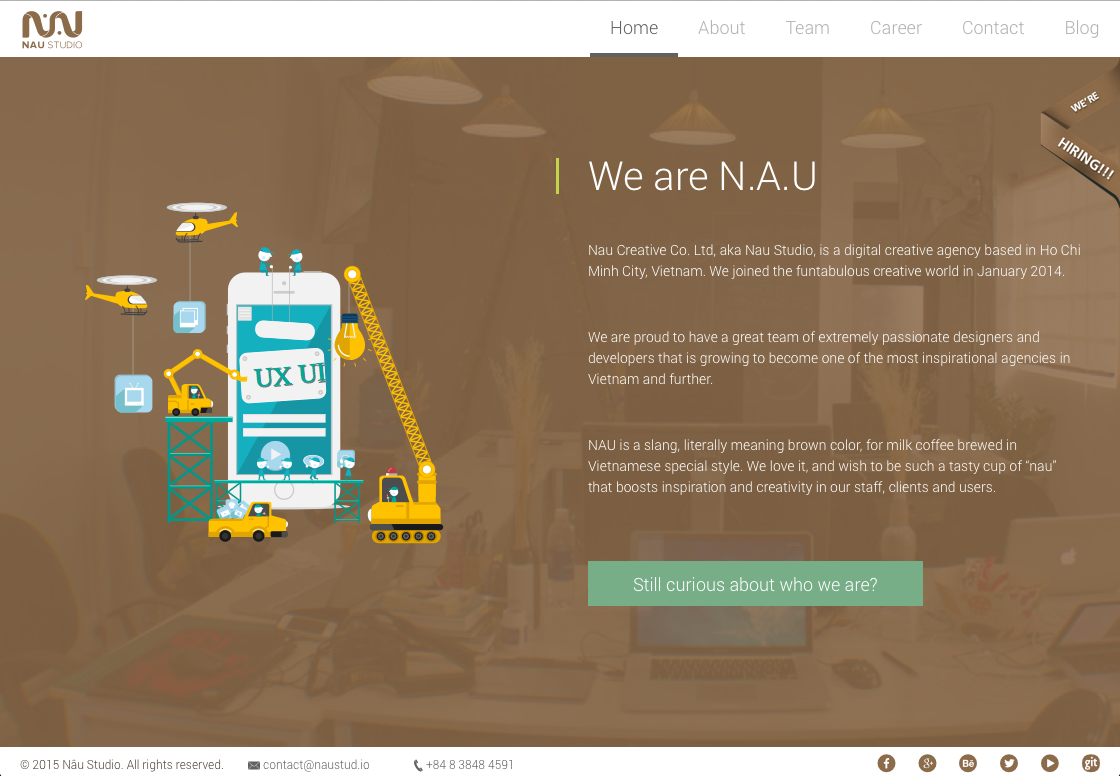 NAU STUDIO
Home
About
Team
Career
Contact
Blog
WE'RE
HIRING!!!
We are N.A.U
Nau Creative Co. Ltd, aka Nau Studio, is a digital creative agency based in Ho Chi
Minh City, Vietnam. We joined the funtabulous creative world in January 2014.
We are proud to have a great team of extremely passionate designers and
developers that is growing to become one of the most inspirational agencies in
Vietnam and further.
NAU is a slang, literally meaning brown color, for milk coffee brewed in
Vietnamese special style. We love it, and wish to be such a tasty cup of “nau”
that boosts inspiration and creativity in our staff, clients and users.
Still curious about who we are?
UX UI
© 2015 Nâu Studio. All rights reserved.
contact@naustud.io
+84 8 3848 4591
f
g+
Bē
git